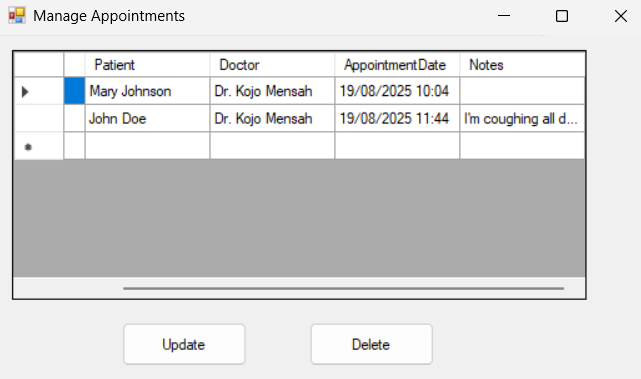 Manage Appointments
Patient Doctor AppointmentDate Notes
Mary Johnson Dr. Kojo Mensah 19/08/2025 10:04
John Doe Dr. Kojo Mensah 19/08/2025 11:44 I'm coughing all d...
Update Delete